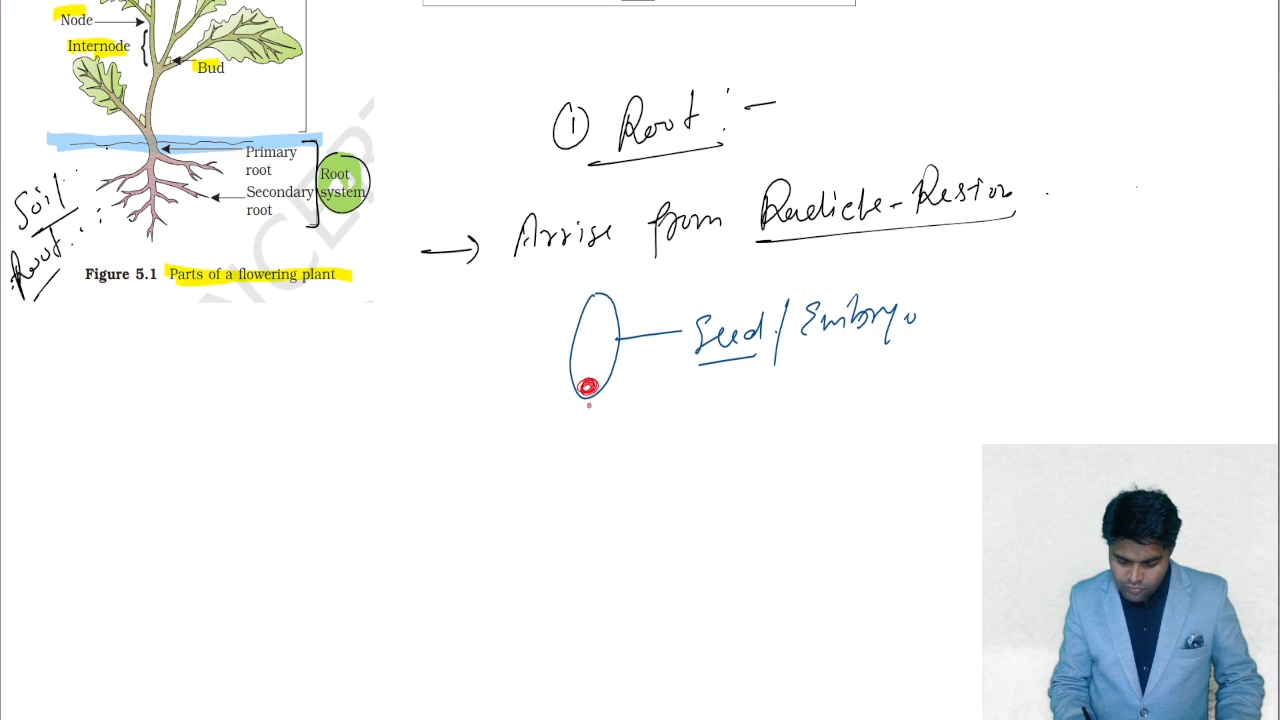 Node
Internode
Bud
Primary root
Secondary root
Root system
Soil..
Root
Figure 5.1 Parts of a flowering plant
① Root :-
→ Arrise from Radicle-Restion.
Seed / Embryo